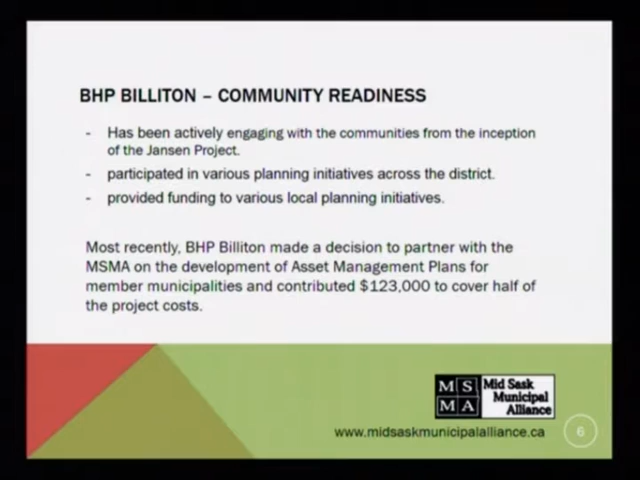 BHP BILLITON – COMMUNITY READINESS
- Has been actively engaging with the communities from the inception
of the Jansen Project.
- participated in various planning initiatives across the district.
- provided funding to various local planning initiatives.
Most recently, BHP Billiton made a decision to partner with the
MSMA on the development of Asset Management Plans for
member municipalities and contributed $123,000 to cover half of
the project costs.
M S
M A
Mid Sask
Municipal
Alliance
www.midsaskmunicipalalliance.ca
6